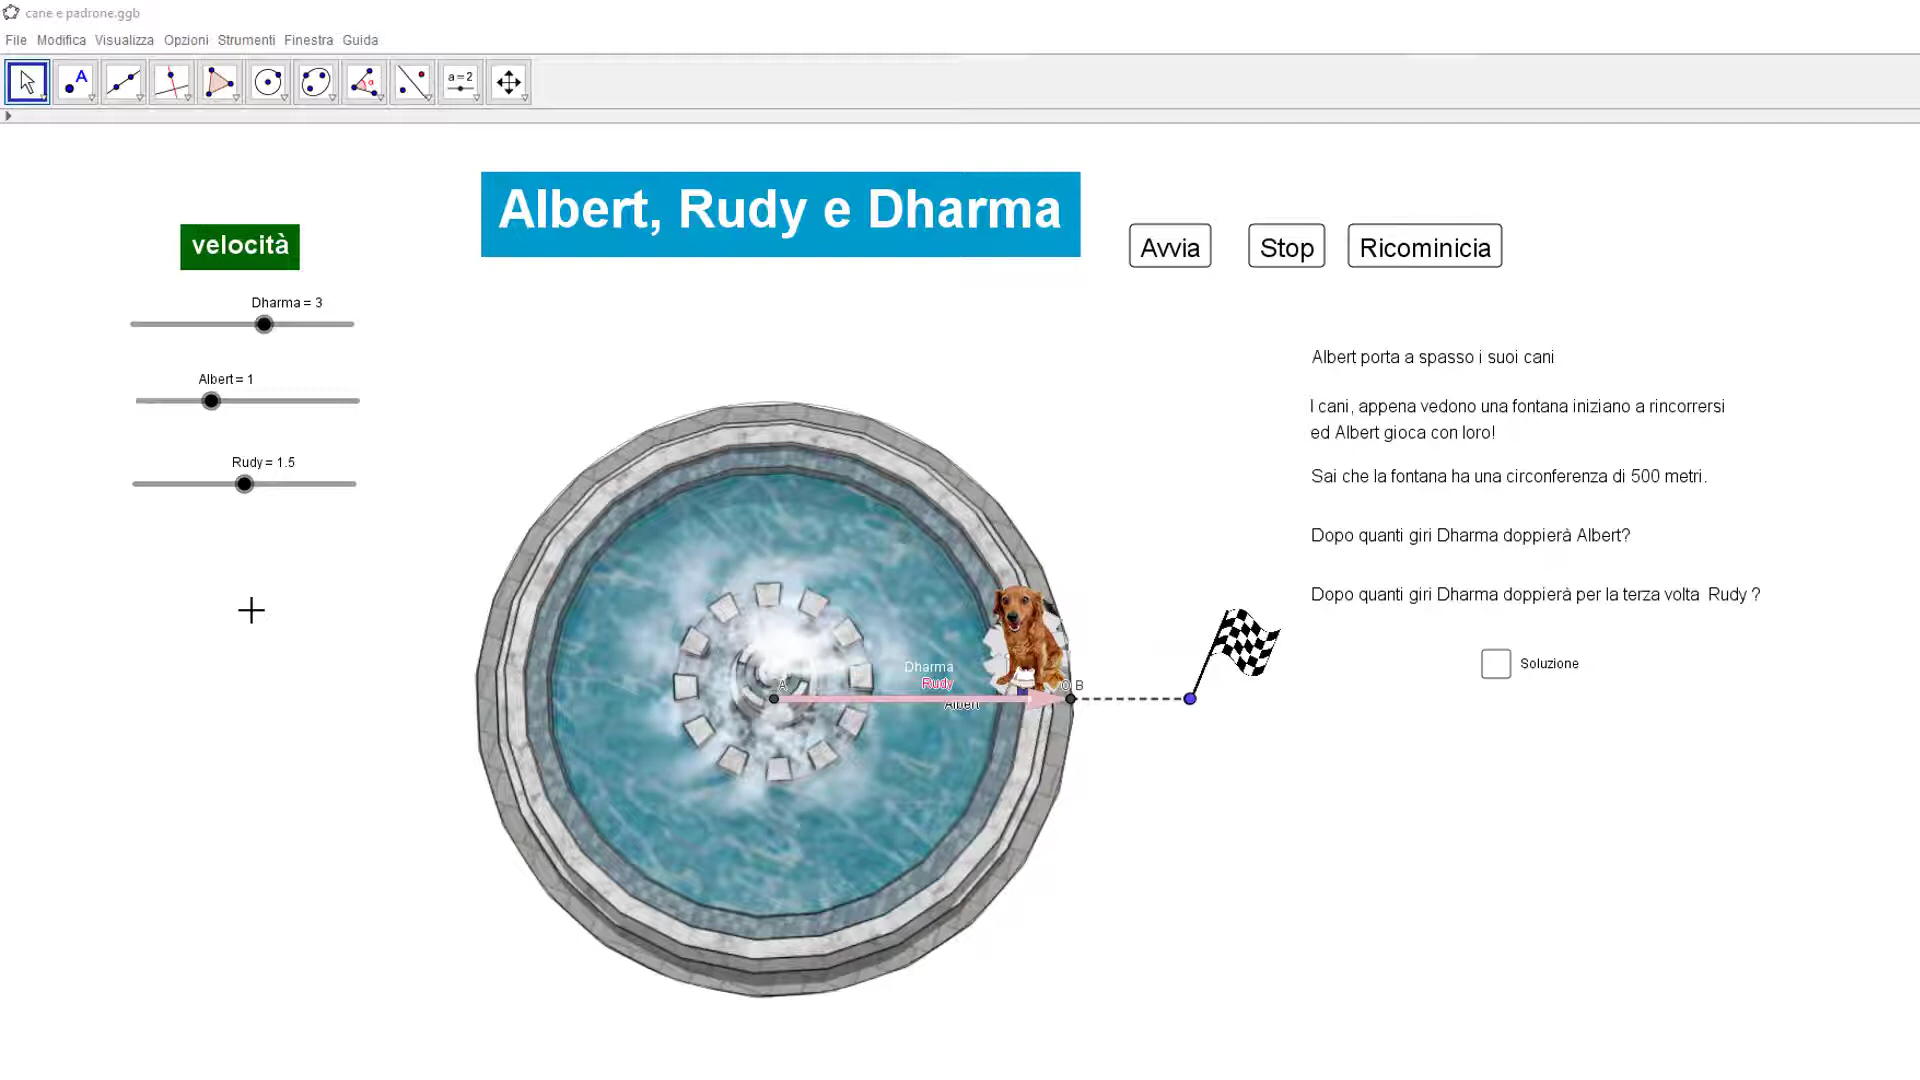 cane e padrone.ggb
File Modifica Visualizza Opzioni Strumenti Finestra Guida
A
a=2
Albert, Rudy e Dharma
velocità
Avvia
Stop
Ricominicia
Dharma = 3
Albert = 1
Rudy = 1.5
Albert porta a spasso i suoi cani
I cani, appena vedono una fontana iniziano a rincorrersi
ed Albert gioca con loro!
Sai che la fontana ha una circonferenza di 500 metri.
Dopo quanti giri Dharma doppierà Albert?
Dopo quanti giri Dharma doppierà per la terza volta Rudy ?
Soluzione
Dharma
Rudy
A
B
Albert